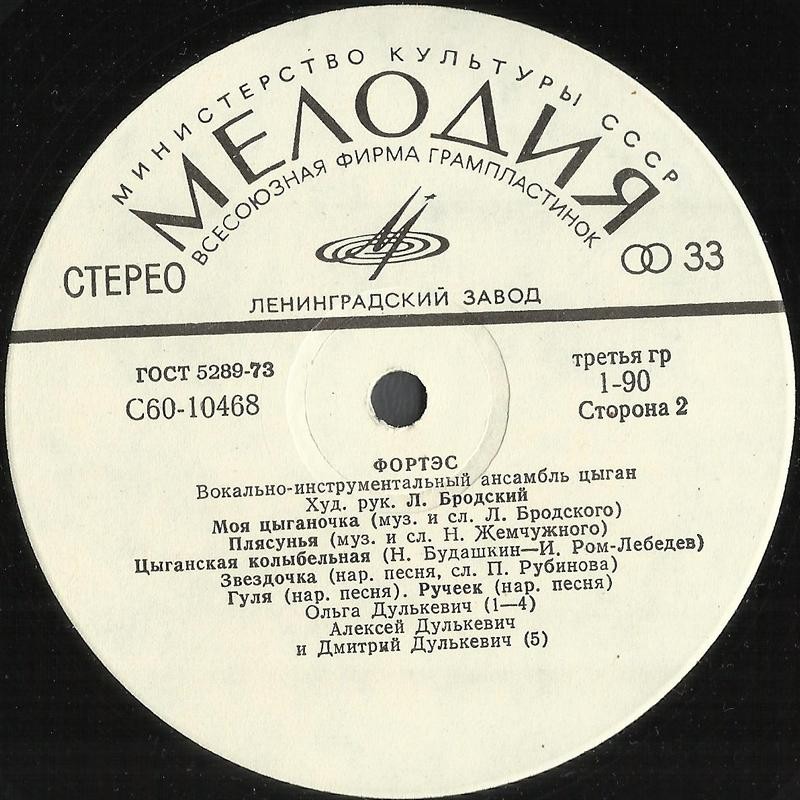 МИНИСТЕРСТВО КУЛЬТУРЫ СССР
МЕЛОДИЯ
ВСЕСОЮЗНАЯ ФИРМА ГРАМПЛАСТИНОК
СТЕРЕО
33
ЛЕНИНГРАДСКИЙ ЗАВОД
ГОСТ 5289-73
третья гр
С60-10468
1-90
Сторона 2
ФОРТЭС
Вокально-инструментальный ансамбль цыган
Худ. рук. Л. Бродский
Моя цыганочка (муз. и сл. Л. Бродского)
Плясунья (муз. и сл. Н. Жемчужного)
Цыганская колыбельная (Н. Будашкин—И. Ром-Лебедев)
Звездочка (нар. песня, сл. П. Рубинова)
Гуля (нар. песня). Ручеек (нар. песня)
Ольга Дулькевич (1—4)
Алексей Дулькевич
и Дмитрий Дулькевич (5)